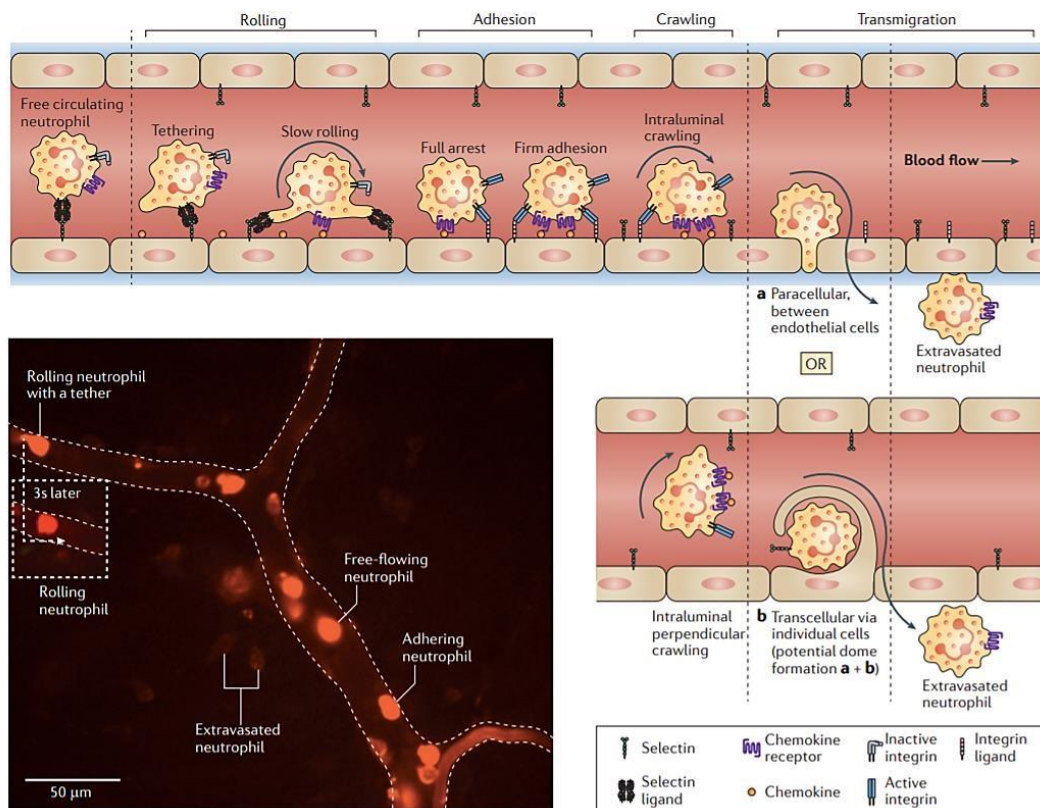 Rolling
Adhesion
Crawling
Transmigration
Free circulating
neutrophil
Tethering
Slow rolling
Full arrest
Firm adhesion
Intraluminal
crawling
Blood flow
a Paracellular,
between
endothelial cells
Extravasated
neutrophil
OR
Rolling neutrophil
with a tether
3s later
Rolling
neutrophil
Free-flowing
neutrophil
Adhering
neutrophil
Extravasated
neutrophil
50 µm
Intraluminal
perpendicular
crawling
b Transcellular via
individual cells
(potential dome
formation a + b)
Extravasated
neutrophil
Selectin
Chemokine
receptor
Inactive
integrin
Integrin
ligand
Selectin
ligand
Chemokine
Active
integrin